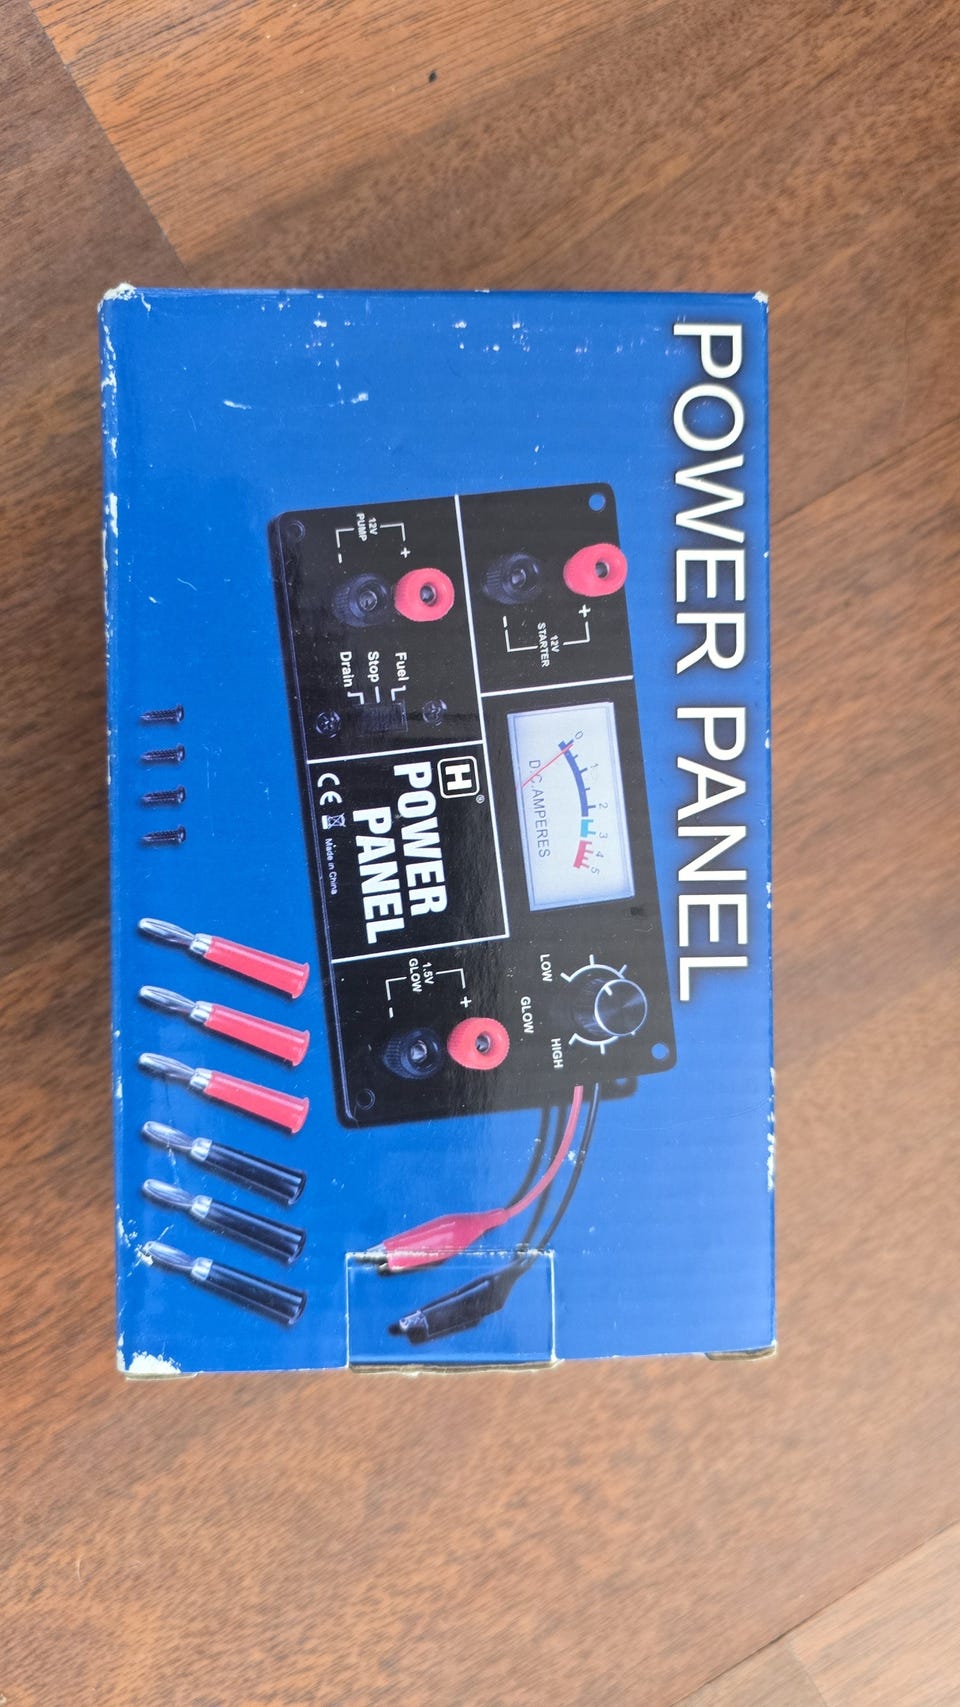 POWER PANEL
+
-
12V
STARTER
0 1 2 3 4 5
D.C.AMPERES
LOW
GLOW
HIGH
12V
PUMP
+
-
Fuel
Stop
Drain
H®
POWER
PANEL
CE Made in China
1.5V
GLOW
+
-